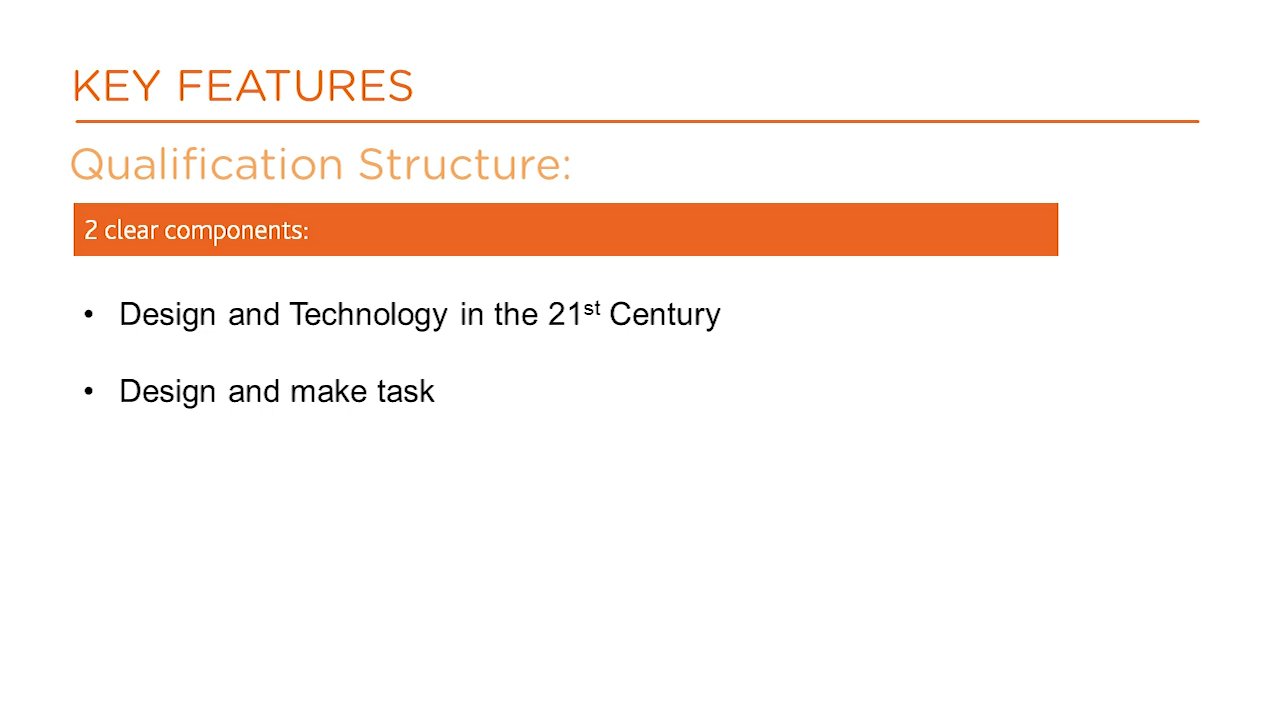 KEY FEATURES
Qualification Structure:
2 clear components:
• Design and Technology in the 21st Century
• Design and make task